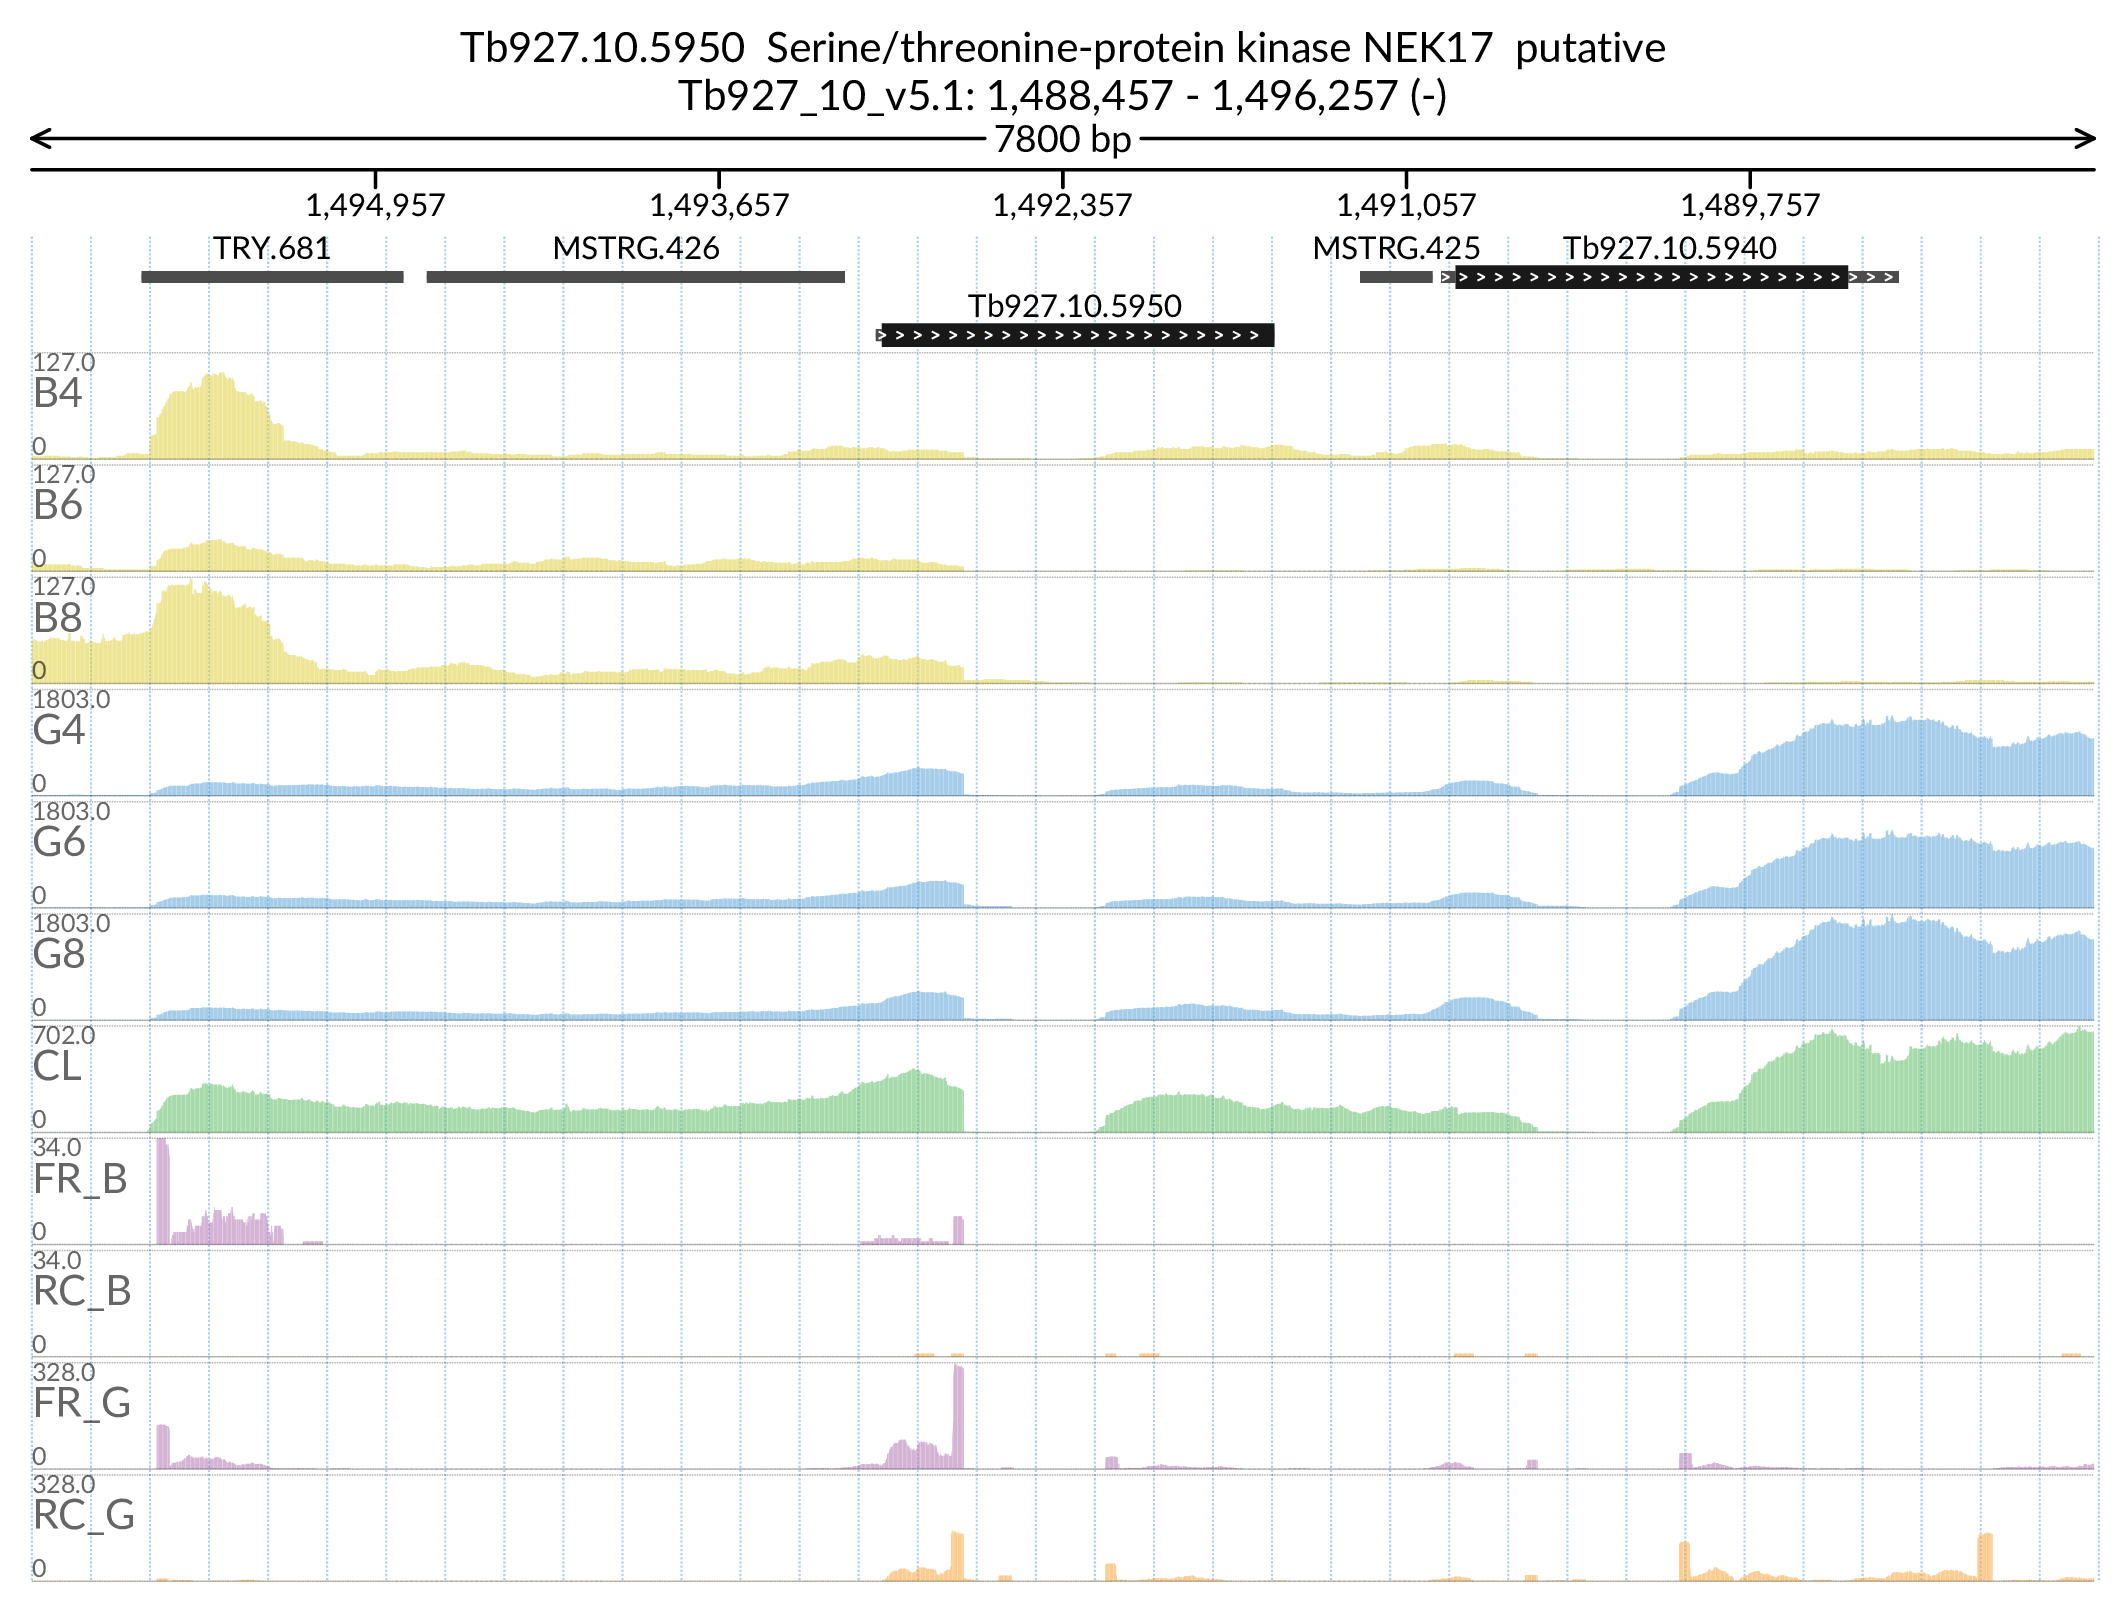 Tb927.10.5950  Serine/threonine-protein kinase NEK17  putative
Tb927_10_v5.1: 1,488,457 - 1,496,257 (-)
7800 bp
1,494,957 1,493,657 1,492,357 1,491,057 1,489,757
TRY.681 MSTRG.426 MSTRG.425 Tb927.10.5940
Tb927.10.5950
127.0
B4
0
127.0
B6
0
127.0
B8
0
1803.0
G4
0
1803.0
G6
0
1803.0
G8
0
702.0
CL
0
34.0
FR_B
0
34.0
RC_B
0
328.0
FR_G
0
328.0
RC_G
0